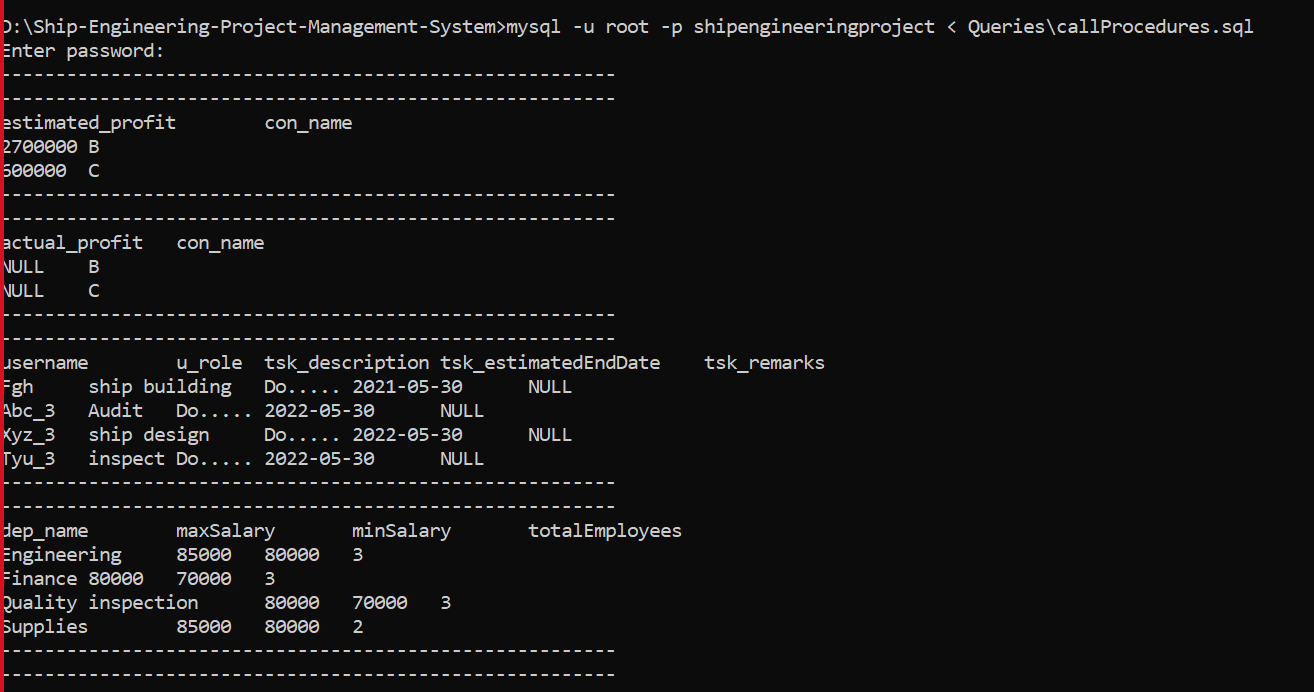 D:\Ship-Engineering-Project-Management-System>mysql -u root -p shipengineeringproject < Queries\callProcedures.sql
Enter password:
--------------------------------------------------------
--------------------------------------------------------
estimated_profit	con_name
2700000	B
600000	C
--------------------------------------------------------
--------------------------------------------------------
actual_profit	con_name
NULL	B
NULL	C
--------------------------------------------------------
--------------------------------------------------------
username	u_role	tsk_description	tsk_estimatedEndDate	tsk_remarks
Fgh	ship building	Do.....	2021-05-30	NULL
Abc_3	Audit	Do.....	2022-05-30	NULL
Xyz_3	ship design	Do.....	2022-05-30	NULL
Tyu_3	inspect	Do.....	2022-05-30	NULL
--------------------------------------------------------
--------------------------------------------------------
dep_name	maxSalary	minSalary	totalEmployees
Engineering	85000	80000	3
Finance	80000	70000	3
Quality inspection	80000	70000	3
Supplies	85000	80000	2
--------------------------------------------------------
--------------------------------------------------------